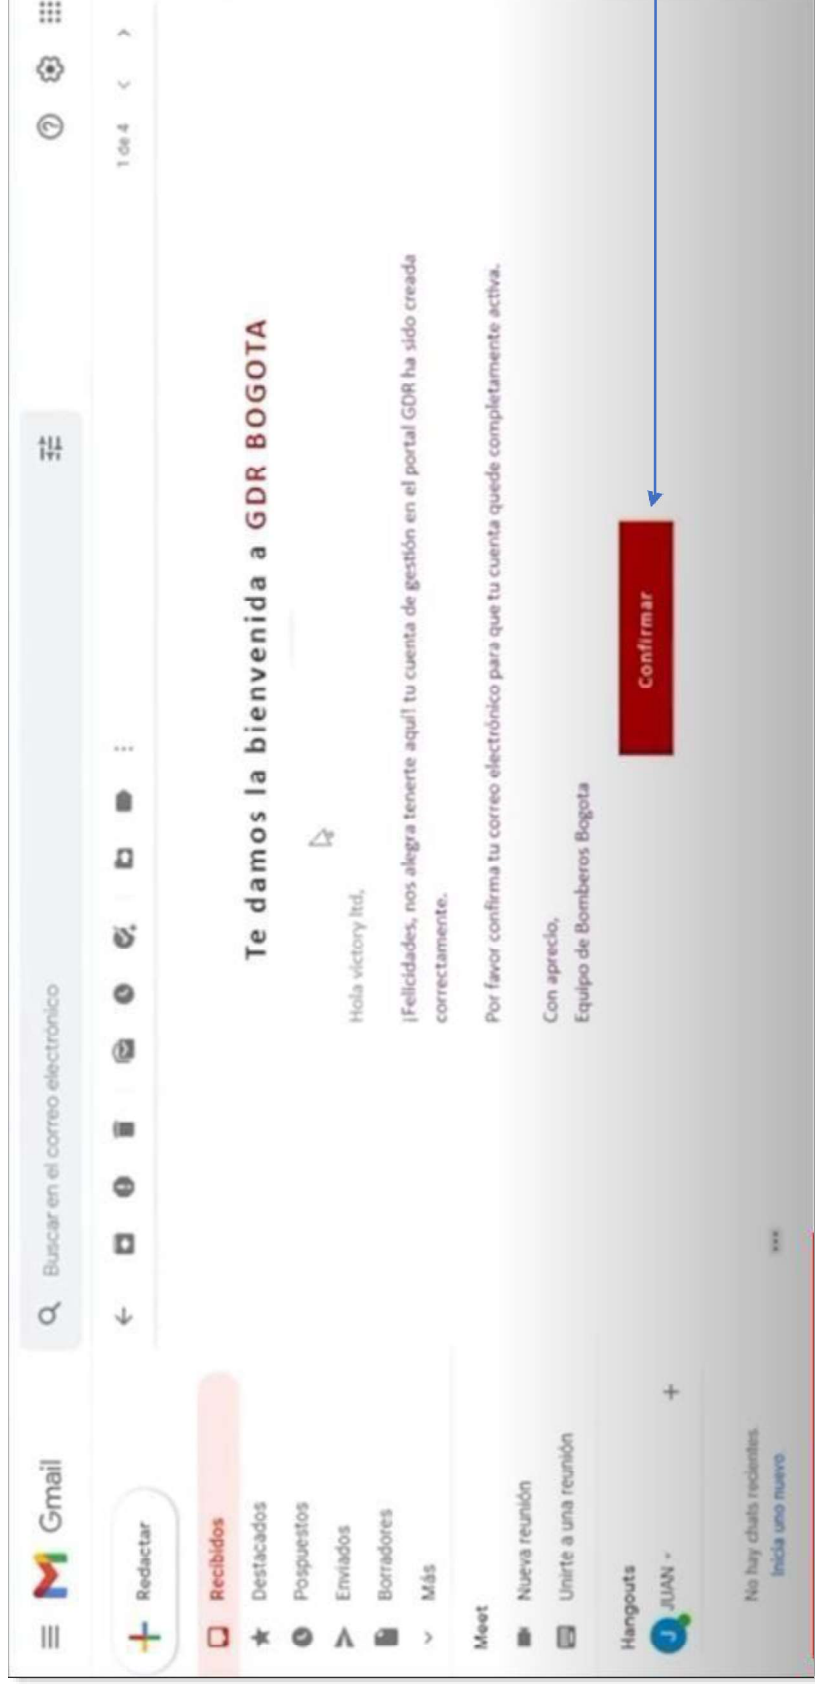 Gmail
Buscar en el correo electrónico
Redactar
1 de 4
Recibidos
Destacados
Pospuestos
Enviados
Borradores
Más
Meet
Nueva reunión
Unirte a una reunión
Hangouts
J JUAN
No hay chats recientes
Inicia uno nuevo
Te damos la bienvenida a GDR BOGOTA
Hola victory ltd,
¡Felicidades, nos alegra tenerte aquí! tu cuenta de gestión en el portal GDR ha sido creada
correctamente.
Por favor confirma tu correo electrónico para que tu cuenta quede completamente activa.
Con aprecio,
Equipo de Bomberos Bogota
Confirmar